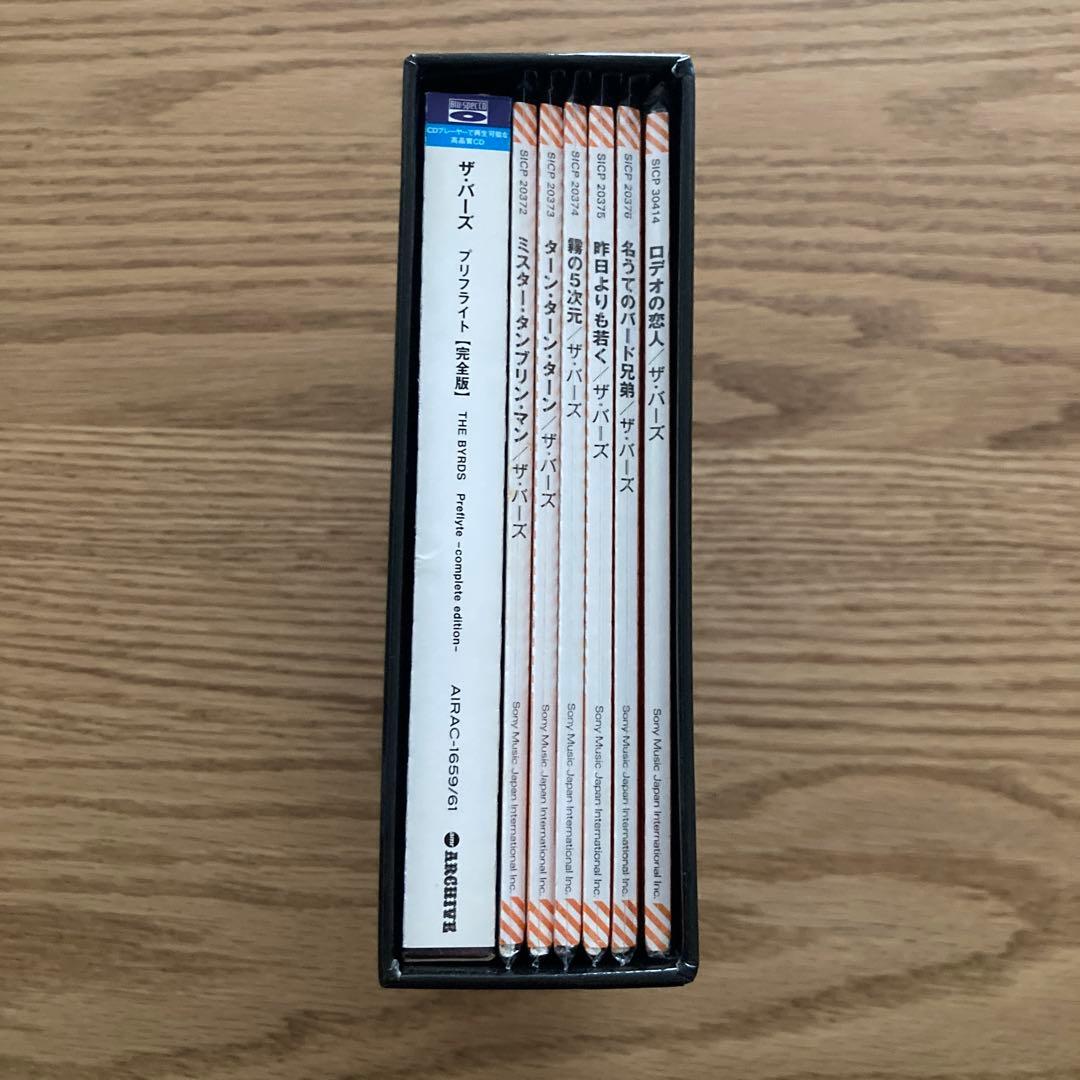 Blu-spec CD
CDプレーヤーで再生可能な
高品質CD
ザ・バーズ プリフライト【完全版】 THE BYRDS Preflyte -complete edition- AIRAC-1659/61 ARCHIVE
SICP 20372 ミスター・タンブリン・マン／ザ・バーズ Sony Music Japan International Inc.
SICP 20373 ターン・ターン・ターン／ザ・バーズ Sony Music Japan International Inc.
SICP 20374 霧の5次元／ザ・バーズ Sony Music Japan International Inc.
SICP 20375 昨日よりも若く／ザ・バーズ Sony Music Japan International Inc.
SICP 20376 名うてのバード兄弟／ザ・バーズ Sony Music Japan International Inc.
SICP 30414 ロデオの恋人／ザ・バーズ Sony Music Japan International Inc.